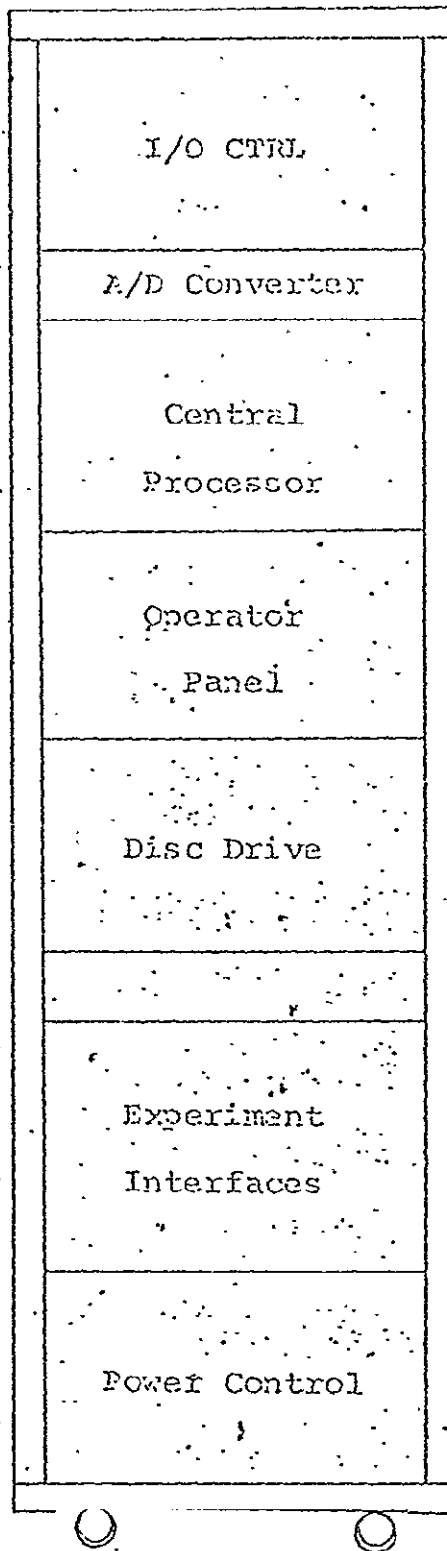 I/O CTRL
A/D Converter
Central
Processor
Operator
Panel
Disc Drive
Experiment
Interfaces
Power Control